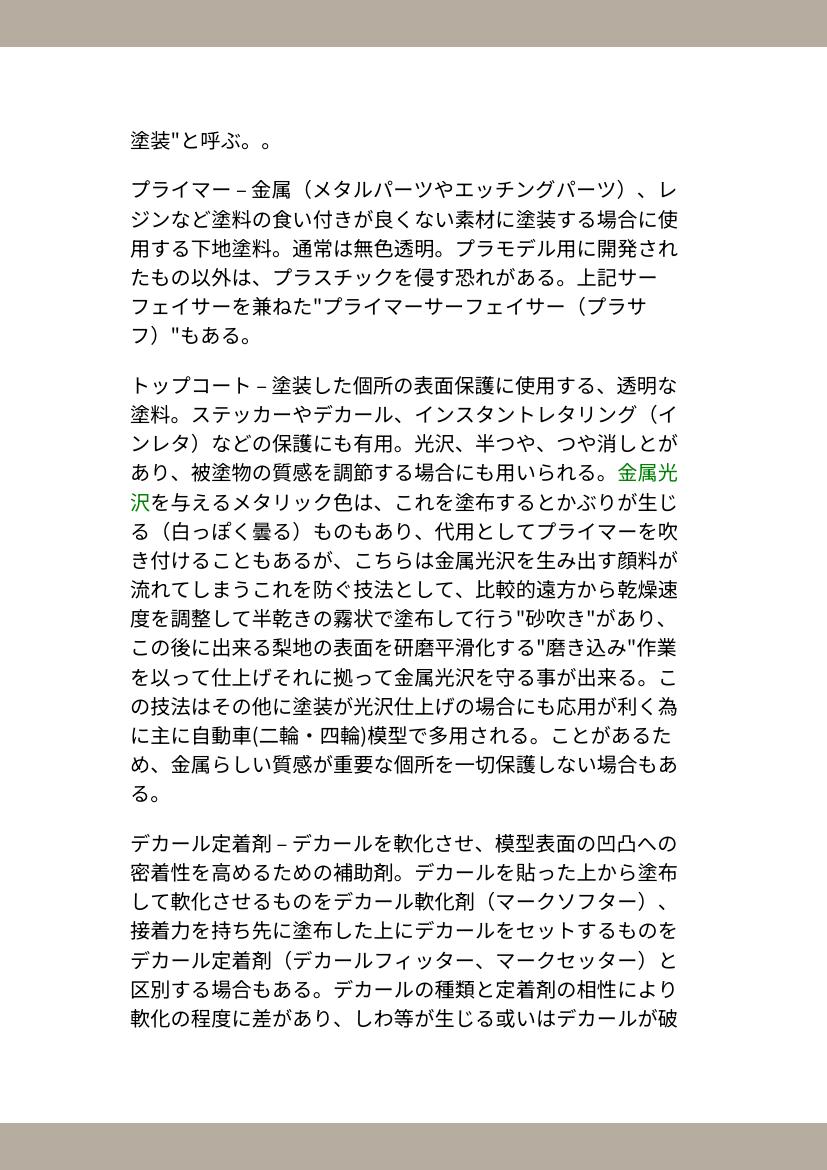 塗装"と呼ぶ。。
プライマー – 金属（メタルパーツやエッチングパーツ）、レ
ジンなど塗料の食い付きが良くない素材に塗装する場合に使
用する下地塗料。通常は無色透明。プラモデル用に開発され
たもの以外は、プラスチックを侵す恐れがある。上記サー
フェイサーを兼ねた"プライマーサーフェイサー（プラサ
フ）"もある。
トップコート – 塗装した個所の表面保護に使用する、透明な
塗料。ステッカーやデカール、インスタントレタリング（イ
ンレタ）などの保護にも有用。光沢、半つや、つや消しとが
あり、被塗物の質感を調節する場合にも用いられる。金属光
沢を与えるメタリック色は、これを塗布するとかぶりが生じ
る（白っぽく曇る）ものもあり、代用としてプライマーを吹
き付けることもあるが、こちらは金属光沢を生み出す顔料が
流れてしまうこれを防ぐ技法として、比較的遠方から乾燥速
度を調整して半乾きの霧状で塗布して行う"砂吹き"があり、
この後に出来る梨地の表面を研磨平滑化する"磨き込み"作業
を以って仕上げそれに拠って金属光沢を守る事が出来る。こ
の技法はその他に塗装が光沢仕上げの場合にも応用が利く為
に主に自動車(二輪・四輪)模型で多用される。ことがあるた
め、金属らしい質感が重要な個所を一切保護しない場合もあ
る。
デカール定着剤 – デカールを軟化させ、模型表面の凹凸への
密着性を高めるための補助剤。デカールを貼った上から塗布
して軟化させるものをデカール軟化剤（マークソフター）、
接着力を持ち先に塗布した上にデカールをセットするものを
デカール定着剤（デカールフィッター、マークセッター）と
区別する場合もある。デカールの種類と定着剤の相性により
軟化の程度に差があり、しわ等が生じる或いはデカールが破